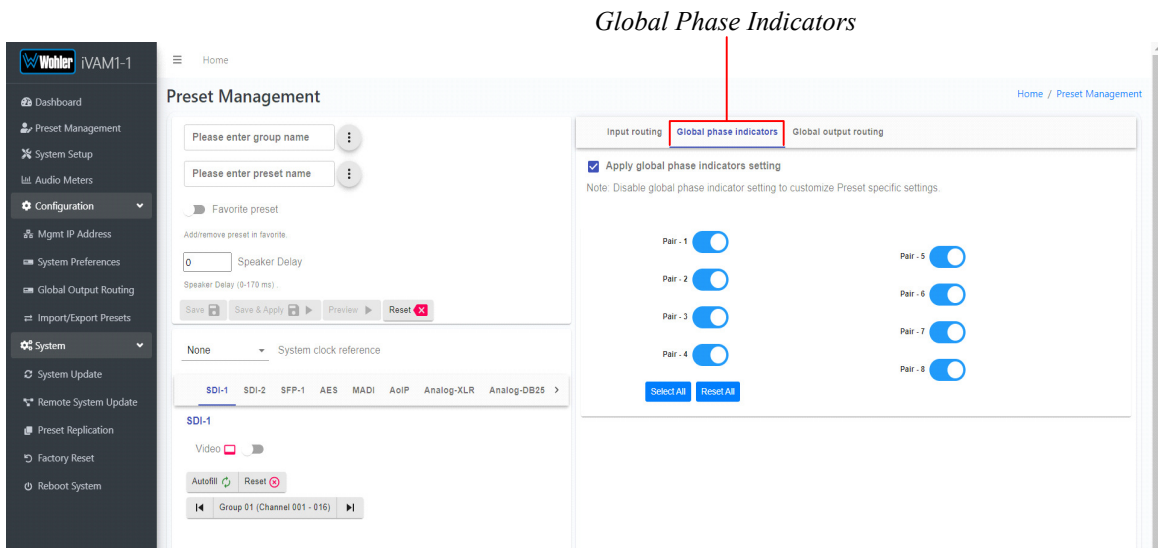 Global Phase Indicators
Wohler iVAM1-1
Home
Dashboard
Preset Management
System Setup
Audio Meters
Configuration
Mgmt IP Address
System Preferences
Global Output Routing
Import/Export Presets
System
System Update
Remote System Update
Preset Replication
Factory Reset
Reboot System
Preset Management
Home / Preset Management
Please enter group name
Please enter preset name
Favorite preset
Add/remove preset in favorite.
0 Speaker Delay
Speaker Delay (0-170 ms) .
Save Save & Apply Preview Reset
None System clock reference
SDI-1 SDI-2 SFP-1 AES MADI AoIP Analog-XLR Analog-DB25
SDI-1
Video
Autofill Reset
Group 01 (Channel 001 - 016)
Input routing Global phase indicators Global output routing
Apply global phase indicators setting
Note: Disable global phase indicator setting to customize Preset specific settings.
Pair - 1
Pair - 2
Pair - 3
Pair - 4
Pair - 5
Pair - 6
Pair - 7
Pair - 8
Select All Reset All